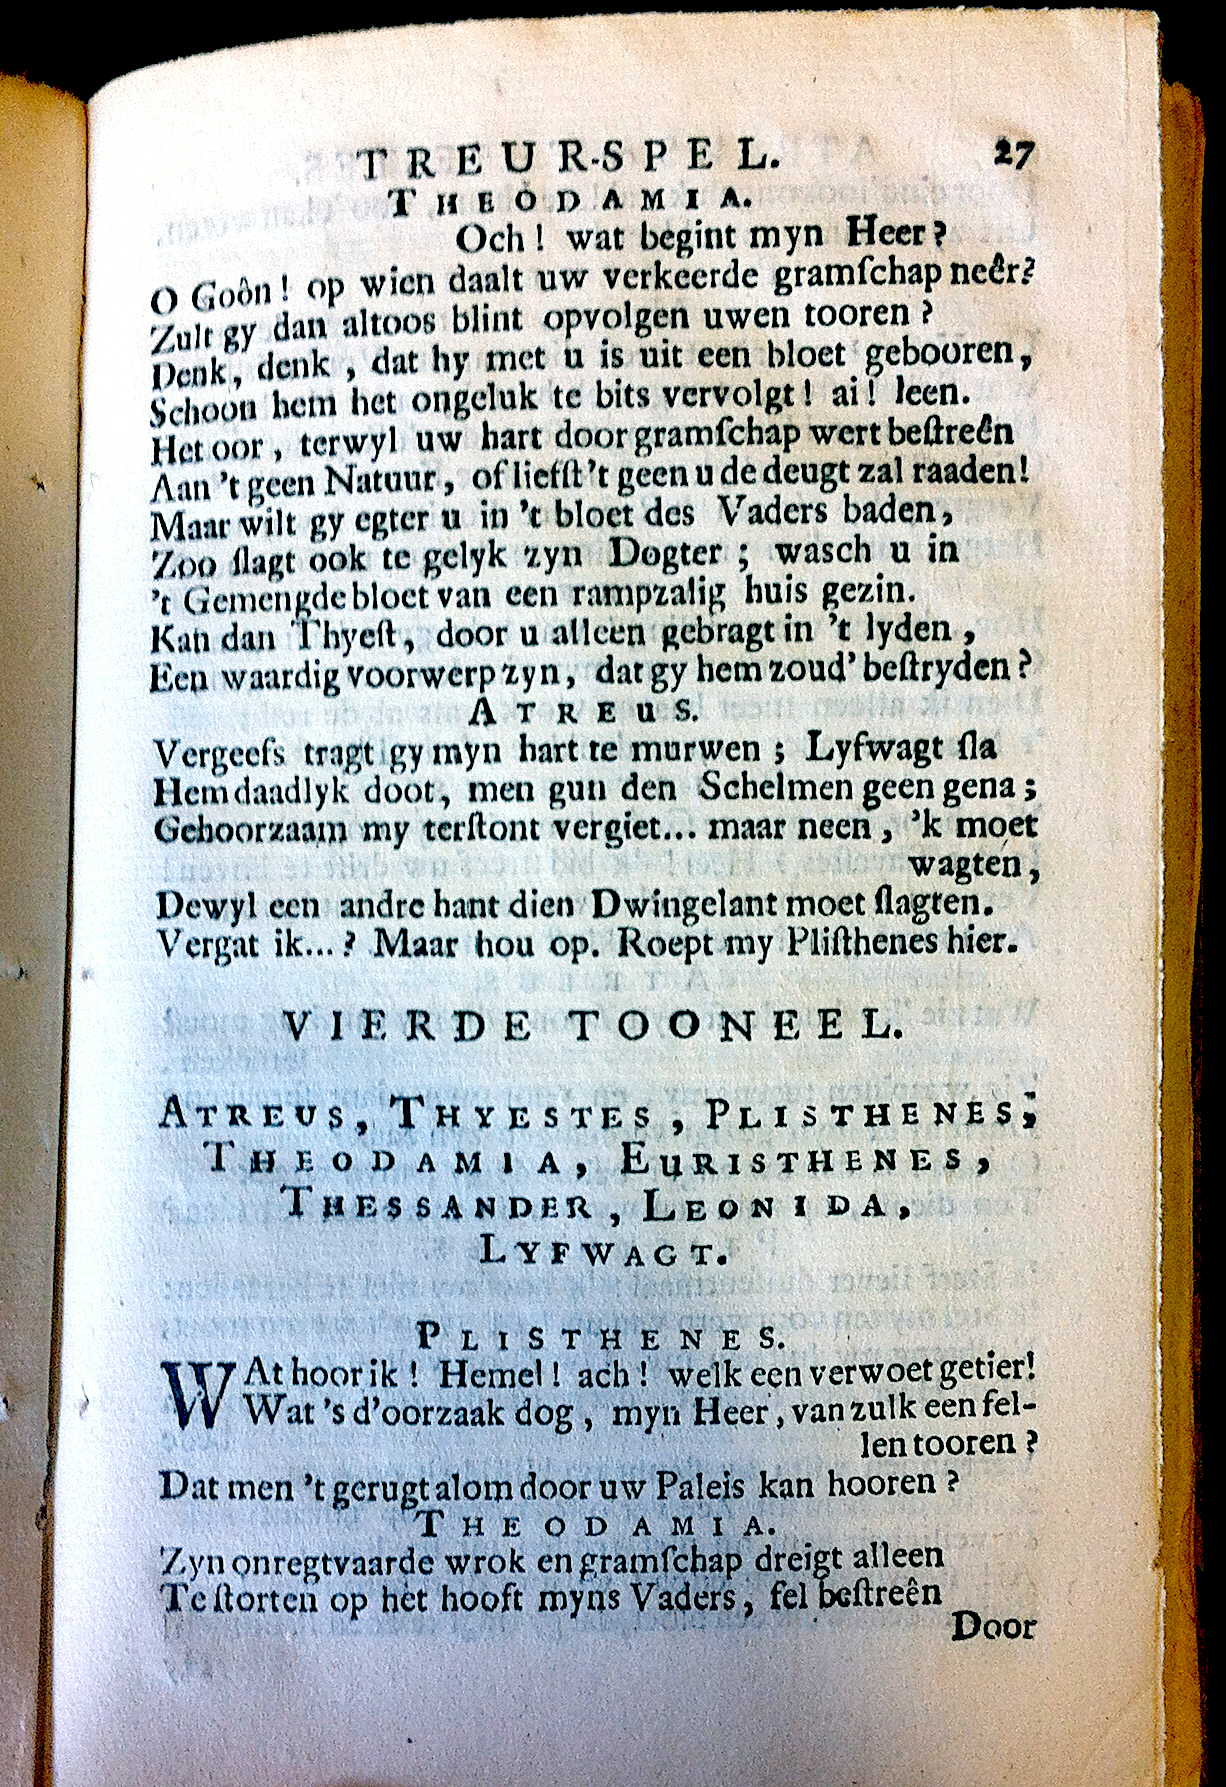 TREUR-SPEL. 27
THEODAMIA.
Och! wat begint myn Heer?
O Goôn! op wien daalt uw verkeerde gramſchap neêr?
Zult gy dan altoos blint opvolgen uwen tooren?
Denk, denk, dat hy met u is uit een bloet gebooren,
Schoon hem het ongeluk te bits vervolgt! ai! leen.
Het oor, terwyl uw hart door gramſchap wert beſtreên
Aan 't geen Natuur, of liefſt 't geen u de deugt zal raaden!
Maar wilt gy egter u in 't bloet des Vaders baden,
Zoo ſlagt ook te gelyk zyn Dogter; wasch u in
't Gemengde bloet van een rampzalig huis gezin.
Kan dan Thyeſt, door u alleen gebragt in 't lyden,
Een waardig voorwerp zyn, dat gy hem zoud' beſtryden?
ATREUS.
Vergeefs tragt gy myn hart te murwen; Lyfwagt ſla
Hem daadlyk doot, men gun den Schelmen geen gena;
Gehoorzaam my terſtont vergiet... maar neen, 'k moet
wagten,
Dewyl een andre hant dien Dwingelant moet ſlagten.
Vergat ik...? Maar hou op. Roept my Pliſthenes hier.
VIERDE TOONEEL.
ATREUS, THYESTES, PLISTHENES,
THEODAMIA, EURISTHENES,
THESSANDER, LEONIDA,
LYFWAGT.
PLISTHENES.
WAt hoor ik! Hemel! ach! welk een verwoet getier!
Wat 's d'oorzaak dog, myn Heer, van zulk een fel-
len tooren?
Dat men 't gerugt alom door uw Paleis kan hooren?
THEODAMIA.
Zyn onregtvaarde wrok en gramſchap dreigt alleen
Te ſtorten op het hooft myns Vaders, fel beſtreên
Door